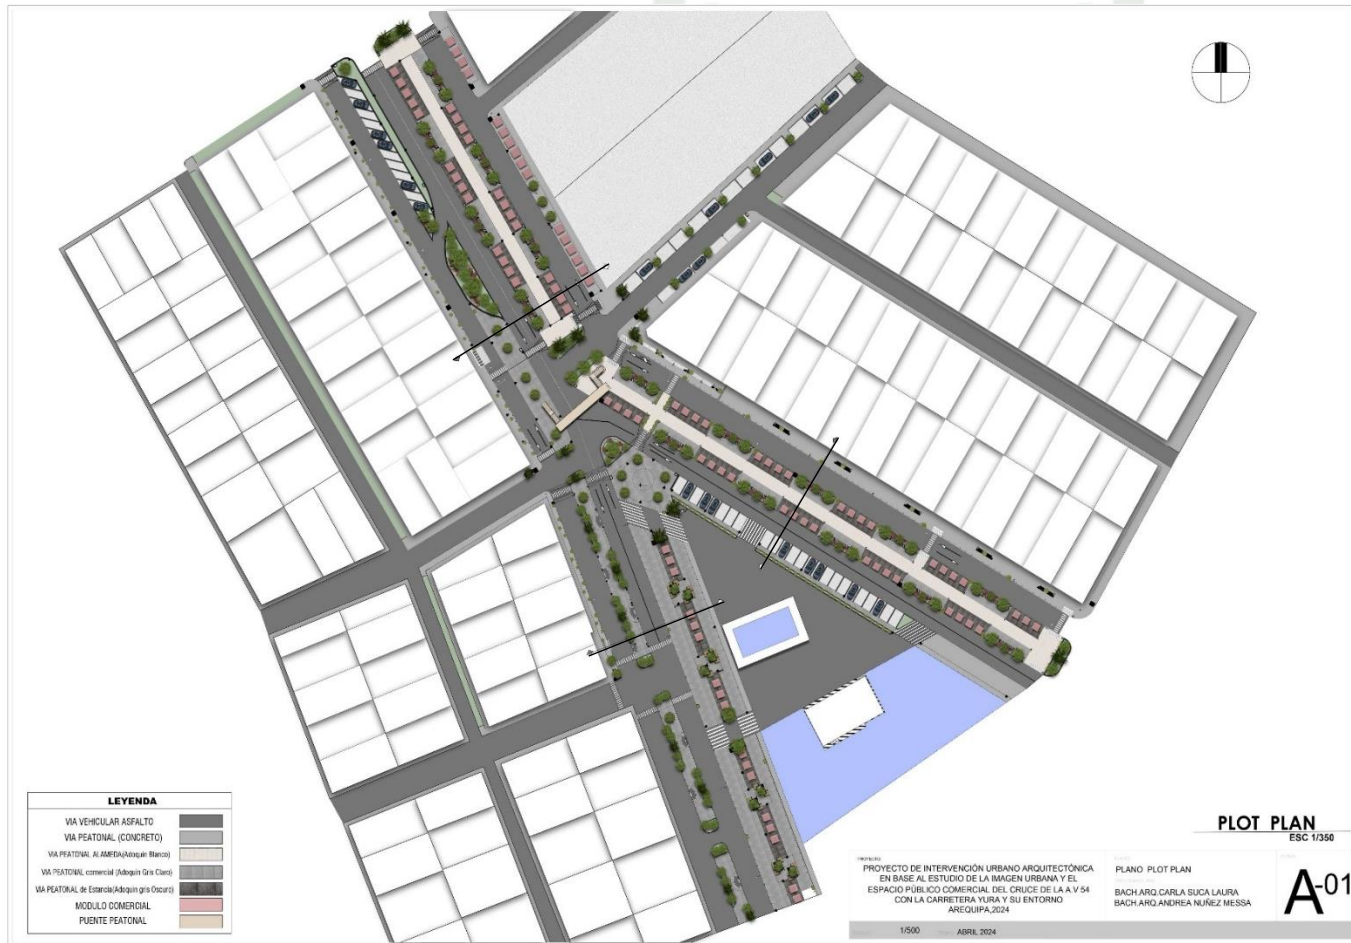 LEYENDA
VIA VEHICULAR ASFALTO
VIA PEATONAL (CONCRETO)
VIA PEATONAL ALAMEDA(Adoquin Blanco)
VIA PEATONAL comercial (Adoquin Gris Claro)
VIA PEATONAL de Estancia(Adoquin gris Oscuro)
MODULO COMERCIAL
PUENTE PEATONAL
PLOT PLAN
ESC 1/350
PROYECTO DE INTERVENCIÓN URBANO ARQUITECTÓNICA
EN BASE AL ESTUDIO DE LA IMAGEN URBANA Y EL
ESPACIO PÚBLICO COMERCIAL DEL CRUCE DE LA A.V 54
CON LA CARRETERA YURA Y SU ENTORNO
AREQUIPA,2024
PLANO PLOT PLAN
BACH.ARQ.CARLA SUCA LAURA
BACH.ARQ.ANDREA NUÑEZ MESSA
A-01
1/500
ABRIL 2024